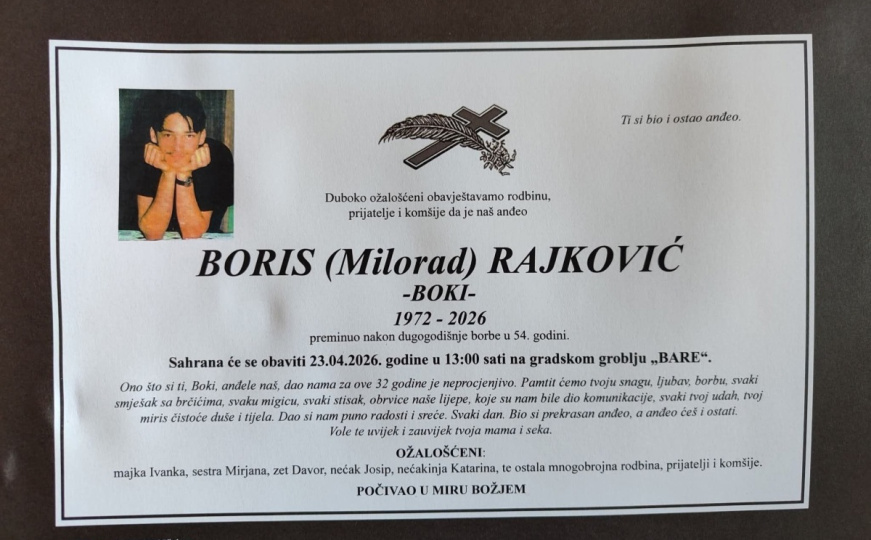 Ti si bio i ostao anđeo.
Duboko ožalošćeni obavještavamo rodbinu,
prijatelje i komšije da je naš anđeo
BORIS (Milorad) RAJKOVIĆ
-BOKI-
1972 - 2026
preminuo nakon dugogodišnje borbe u 54. godini.
Sahrana će se obaviti 23.04.2026. godine u 13:00 sati na gradskom groblju „BARE“.
Ono što si ti, Boki, anđele naš, dao nama za ove 32 godine je neprocjenjivo. Pamtit ćemo tvoju snagu, ljubav, borbu, svaki
smješak sa brčićima, svaku migicu, svaki stisak, obrvice naše lijepe, koje su nam bile dio komunikacije, svaki tvoj udah, tvoj
miris čistoće duše i tijela. Dao si nam puno radosti i sreće. Svaki dan. Bio si prekrasan anđeo, a anđeo ćeš i ostati.
Vole te uvijek i zauvijek tvoja mama i seka.
OŽALOŠĆENI:
majka Ivanka, sestra Mirjana, zet Davor, nećak Josip, nećakinja Katarina, te ostala mnogobrojna rodbina, prijatelji i komšije.
POČIVAO U MIRU BOŽJEM